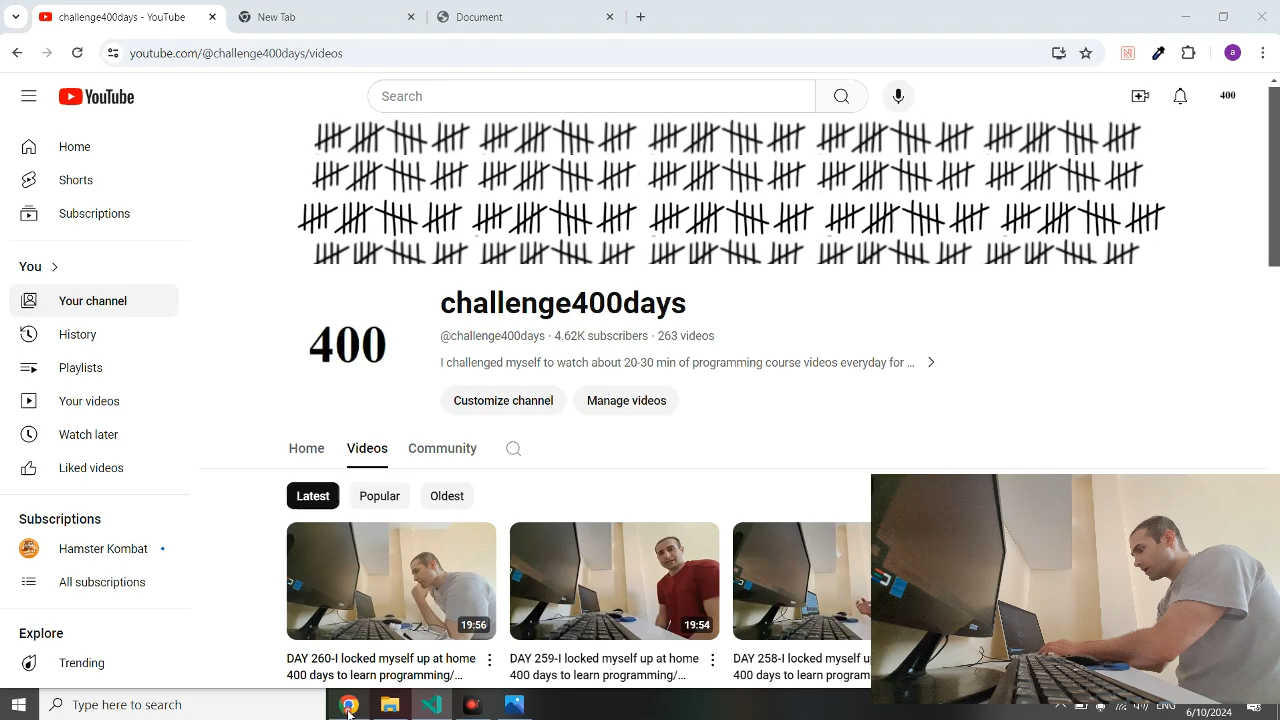 challenge400days - YouTube
New Tab
Document
youtube.com/@challenge400days/videos
a
YouTube
Search
400
Home
Shorts
Subscriptions
You
Your channel
History
Playlists
Your videos
Watch later
Liked videos
Subscriptions
Hamster Kombat
All subscriptions
Explore
Trending
400
challenge400days
@challenge400days · 4.62K subscribers · 263 videos
I challenged myself to watch about 20-30 min of programming course videos everyday for ...
Customize channel
Manage videos
Home
Videos
Community
Latest
Popular
Oldest
19:56
19:54
DAY 260-I locked myself up at home
400 days to learn programming/...
DAY 259-I locked myself up at home
400 days to learn programming/...
DAY 258-I locked myself up
400 days to learn program
Type here to search
ENG
6/10/2024